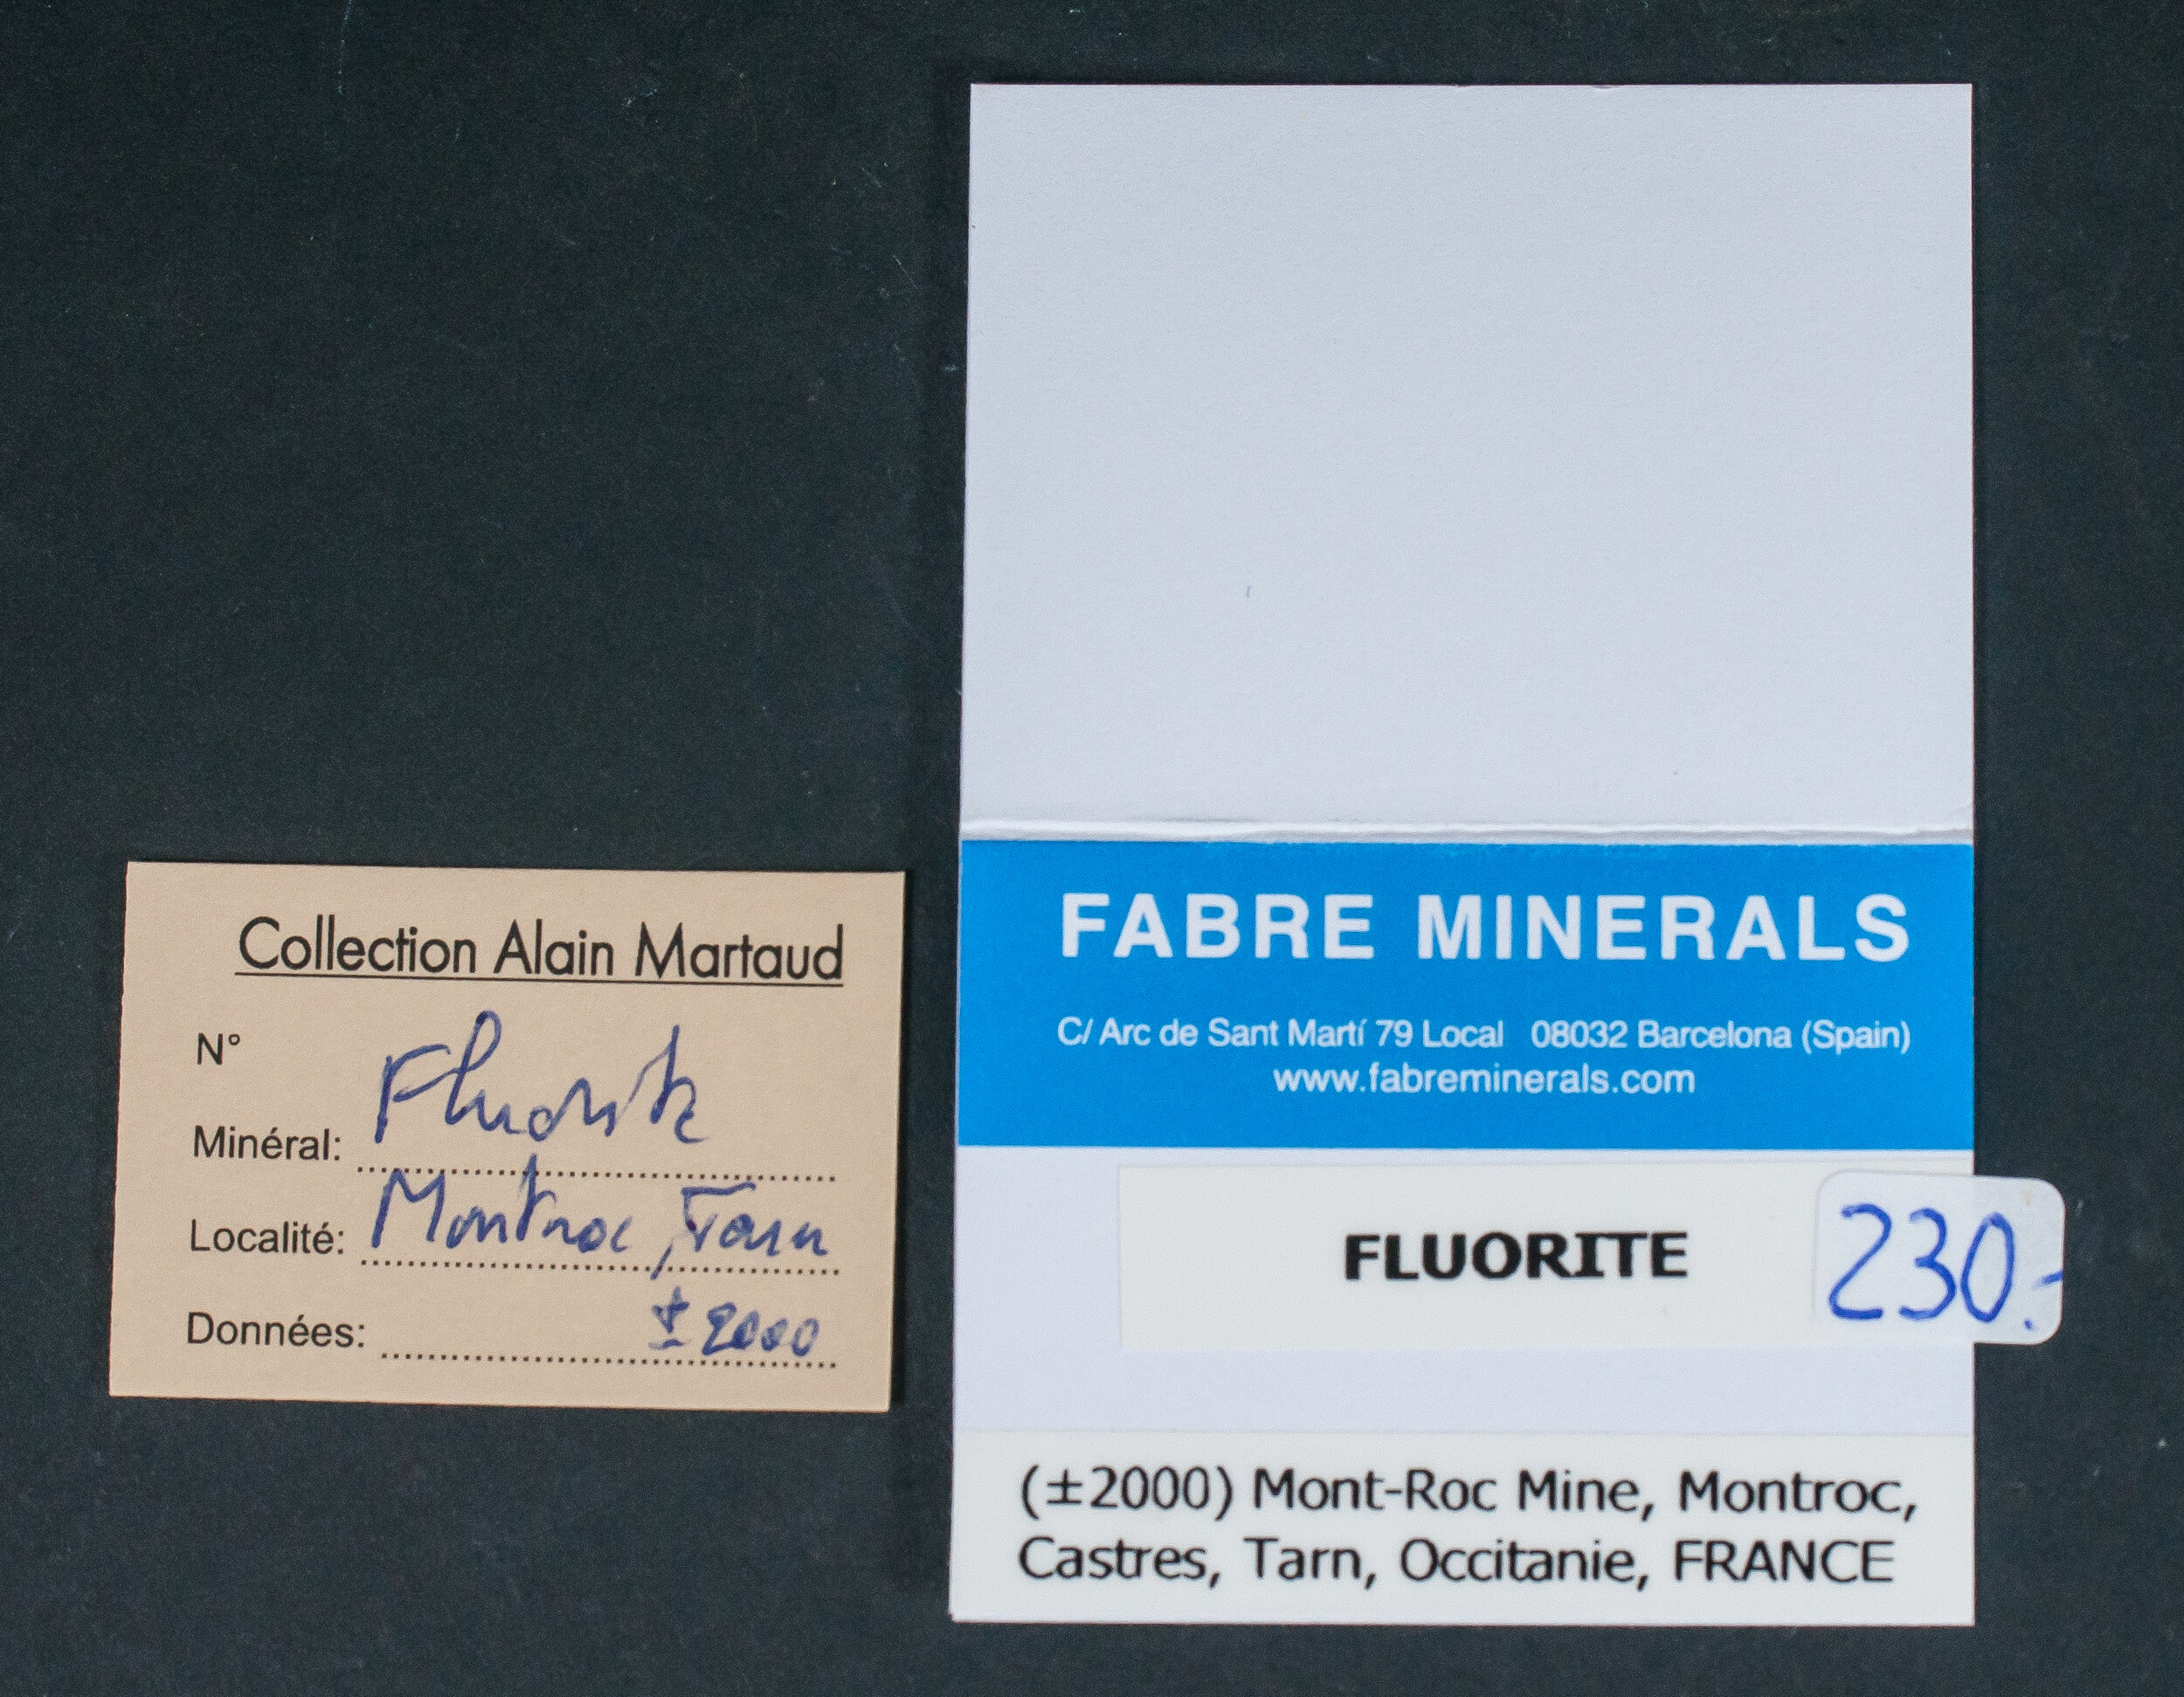 Collection Alain Martaud
N°
Minéral: Fluorite
Localité: Montroc, Tarn
Données: ± 2000
FABRE MINERALS
C/ Arc de Sant Martí 79 Local 08032 Barcelona (Spain)
www.fabreminerals.com
FLUORITE
230.-
(±2000) Mont-Roc Mine, Montroc,
Castres, Tarn, Occitanie, FRANCE